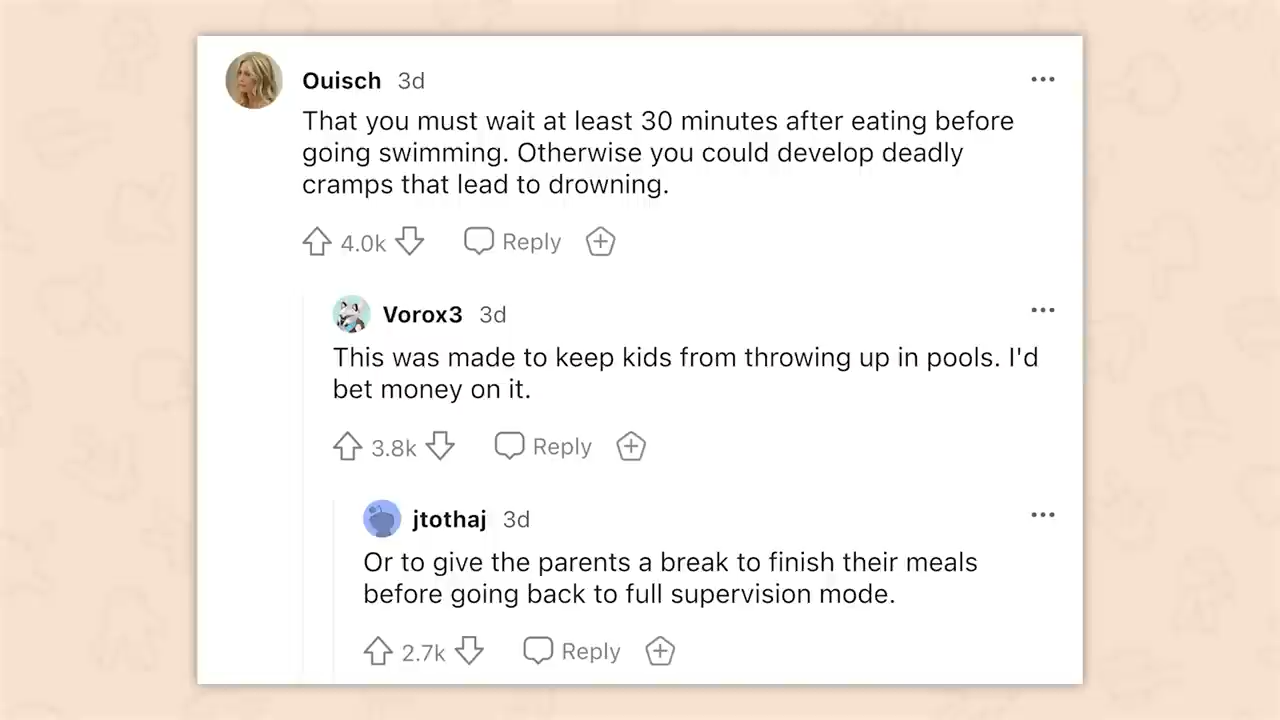 Ouisch 3d
That you must wait at least 30 minutes after eating before
going swimming. Otherwise you could develop deadly
cramps that lead to drowning.
4.0k Reply
Vorox3 3d
This was made to keep kids from throwing up in pools. I'd
bet money on it.
3.8k Reply
jtothaj 3d
Or to give the parents a break to finish their meals
before going back to full supervision mode.
2.7k Reply